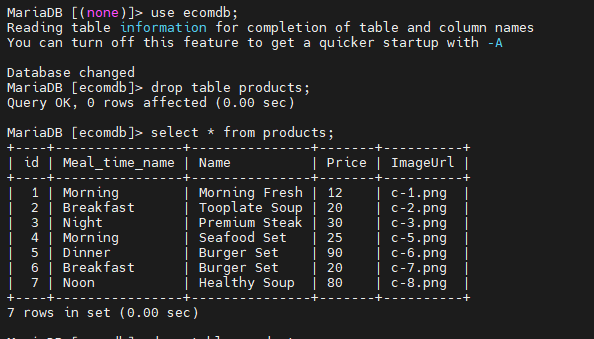 MariaDB [(none)]> use ecomdb;
Reading table information for completion of table and column names
You can turn off this feature to get a quicker startup with -A
Database changed
MariaDB [ecomdb]> drop table products;
Query OK, 0 rows affected (0.00 sec)
MariaDB [ecomdb]> select * from products;
+----+----------------+---------------+-------+----------+
| id | Meal_time_name | Name          | Price | ImageUrl |
+----+----------------+---------------+-------+----------+
|  1 | Morning        | Morning Fresh | 12    | c-1.png  |
|  2 | Breakfast      | Tooplate Soup | 20    | c-2.png  |
|  3 | Night          | Premium Steak | 30    | c-3.png  |
|  4 | Morning        | Seafood Set   | 25    | c-5.png  |
|  5 | Dinner         | Burger Set    | 90    | c-6.png  |
|  6 | Breakfast      | Burger Set    | 20    | c-7.png  |
|  7 | Noon           | Healthy Soup  | 80    | c-8.png  |
+----+----------------+---------------+-------+----------+
7 rows in set (0.00 sec)